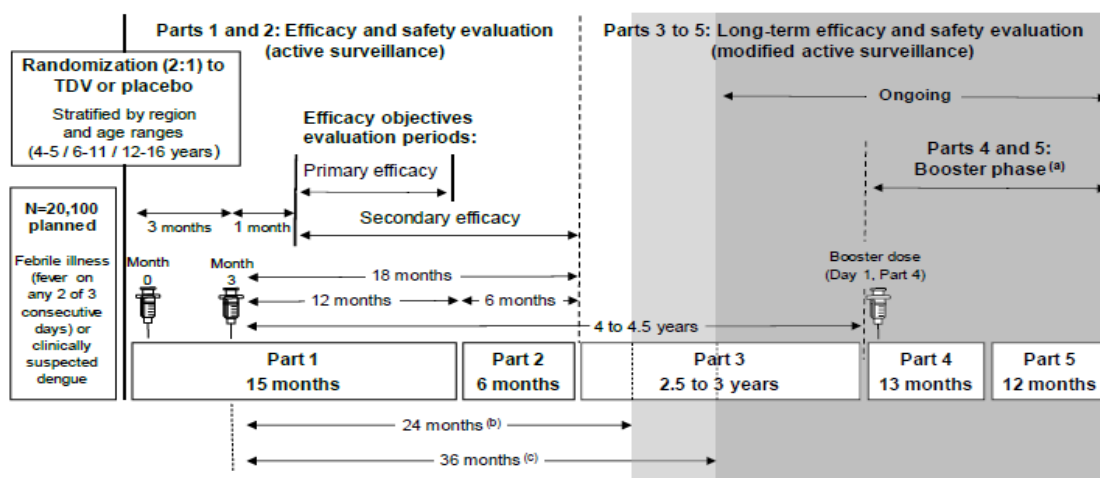 Parts 1 and 2: Efficacy and safety evaluation
(active surveillance)
Parts 3 to 5: Long-term efficacy and safety evaluation
(modified active surveillance)
Randomization (2:1) to
TDV or placebo
Stratified by region
and age ranges
(4-5 / 6-11 / 12-16 years)
Ongoing
Efficacy objectives
evaluation periods:
Parts 4 and 5:
Booster phase (a)
Primary efficacy
N=20,100
planned
3 months
1 month
Secondary efficacy
Febrile illness
(fever on
any 2 of 3
consecutive
days) or
clinically
suspected
dengue
Month
0
Month
3
Booster dose
(Day 1, Part 4)
18 months
12 months
6 months
4 to 4.5 years
Part 1
15 months
Part 2
6 months
Part 3
2.5 to 3 years
Part 4
13 months
Part 5
12 months
24 months (b)
36 months (c)